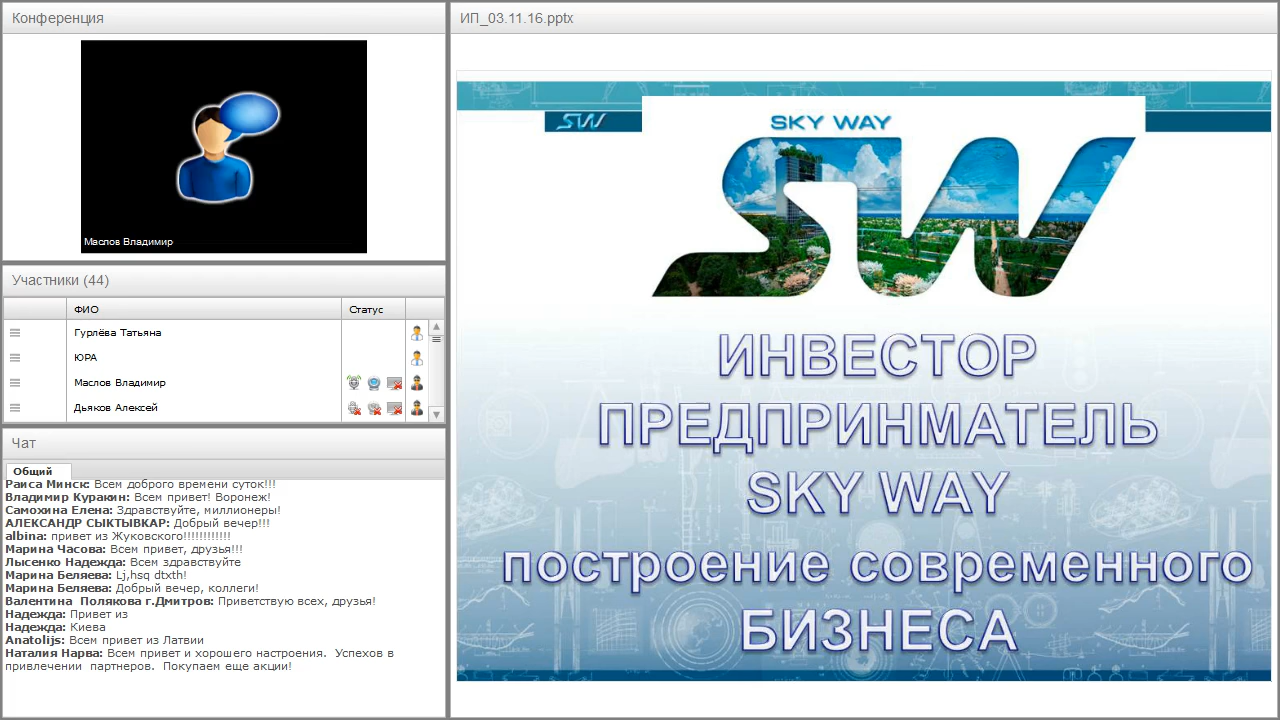 Конференция
Маслов Владимир
Участники (44)
ФИО Статус
Гурлёва Татьяна
ЮРА
Маслов Владимир
Дьяков Алексей
Чат
Общий
Раиса Минск: Всем доброго времени суток!!!
Владимир Куракин: Всем привет! Воронеж!
Самохина Елена: Здравствуйте, миллионеры!
АЛЕКСАНДР СЫКТЫВКАР: Добрый вечер!!!
albina: привет из Жуковского!!!!!!!!!!!!
Марина Часова: Всем привет, друзья!!!
Лысенко Надежда: Всем здравствуйте
Марина Беляева: Lj,hsq dtxth!
Марина Беляева: Добрый вечер, коллеги!
Валентина Полякова г.Дмитров: Приветствую всех, друзья!
Надежда: Привет из
Надежда: Киева
Anatolijs: Всем привет из Латвии
Наталия Нарва: Всем привет и хорошего настроения. Успехов в
привлечении партнеров. Покупаем еще акции!
ИП_03.11.16.pptx
SW
SKY WAY
SW
ИНВЕСТОР
ПРЕДПРИНМАТЕЛЬ
SKY WAY
построение современного
БИЗНЕСА